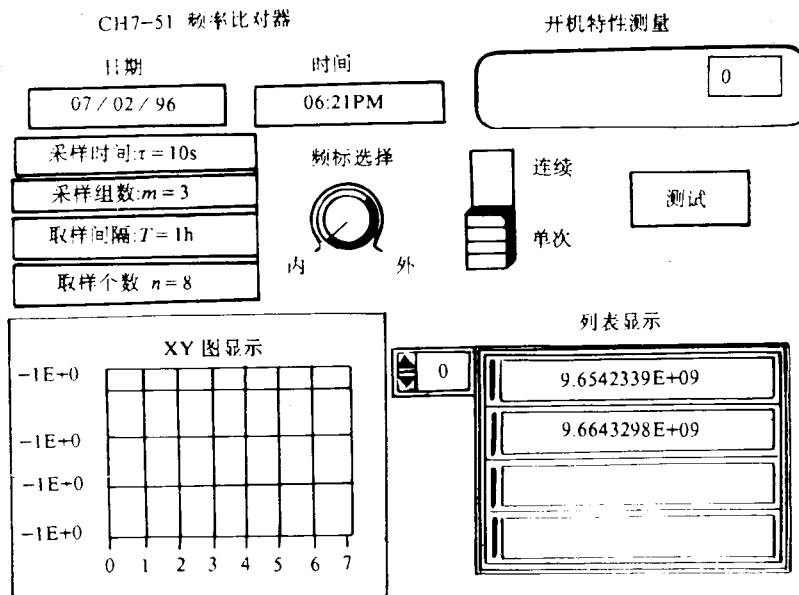 CH7-51 频率比对器
开机特性测量
日期
时间
07/02/96
06:21PM
0
采样时间:τ=10s
采样组数:m=3
取样间隔:T=1h
取样个数 n=8
频标选择
内
外
连续
单次
测试
XY 图显示
-1E+0
-1E+0
-1E+0
-1E+0
0 1 2 3 4 5 6 7
列表显示
0
9.6542339E+09
9.6643298E+09